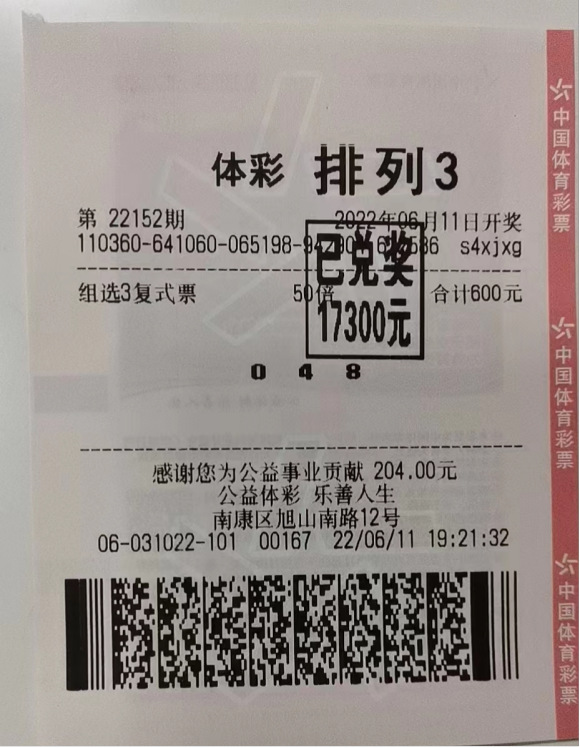 体彩 排列3
第 22152期
2022年06月11日开奖
110360-641060-065198-94 s4xjxg
组选3复式票 50倍 合计600元
已兑奖
17300元
0 4 8
感谢您为公益事业贡献 204.00元
公益体彩 乐善人生
南康区旭山南路12号
06-031022-101 00167 22/06/11 19:21:32
中国体育彩票
中国体育彩票
中国体育彩票